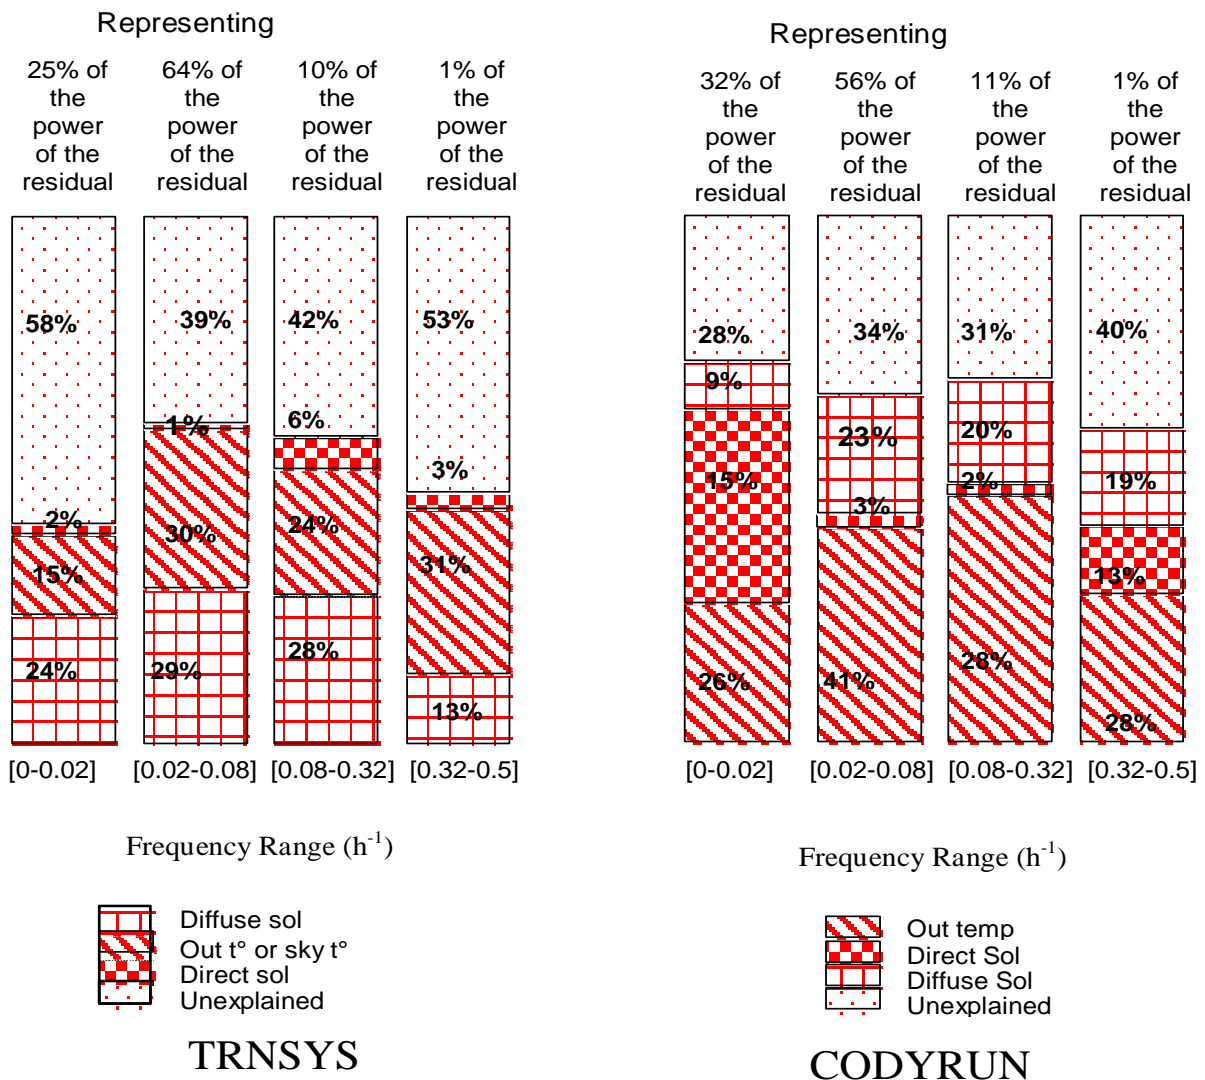 Representing
25% of
the
power
of the
residual
64% of
the
power
of the
residual
10% of
the
power
of the
residual
1% of
the
power
of the
residual
58%
2%
15%
24%
39%
1%
30%
29%
42%
6%
24%
28%
53%
3%
31%
13%
[0-0.02]
[0.02-0.08]
[0.08-0.32]
[0.32-0.5]
Frequency Range (h-1)
Diffuse sol
Out t° or sky t°
Direct sol
Unexplained
TRNSYS
Representing
32% of
the
power
of the
residual
56% of
the
power
of the
residual
11% of
the
power
of the
residual
1% of
the
power
of the
residual
28%
9%
15%
26%
34%
23%
3%
41%
31%
20%
2%
28%
40%
19%
13%
28%
[0-0.02]
[0.02-0.08]
[0.08-0.32]
[0.32-0.5]
Frequency Range (h-1)
Out temp
Direct Sol
Diffuse Sol
Unexplained
CODYRUN